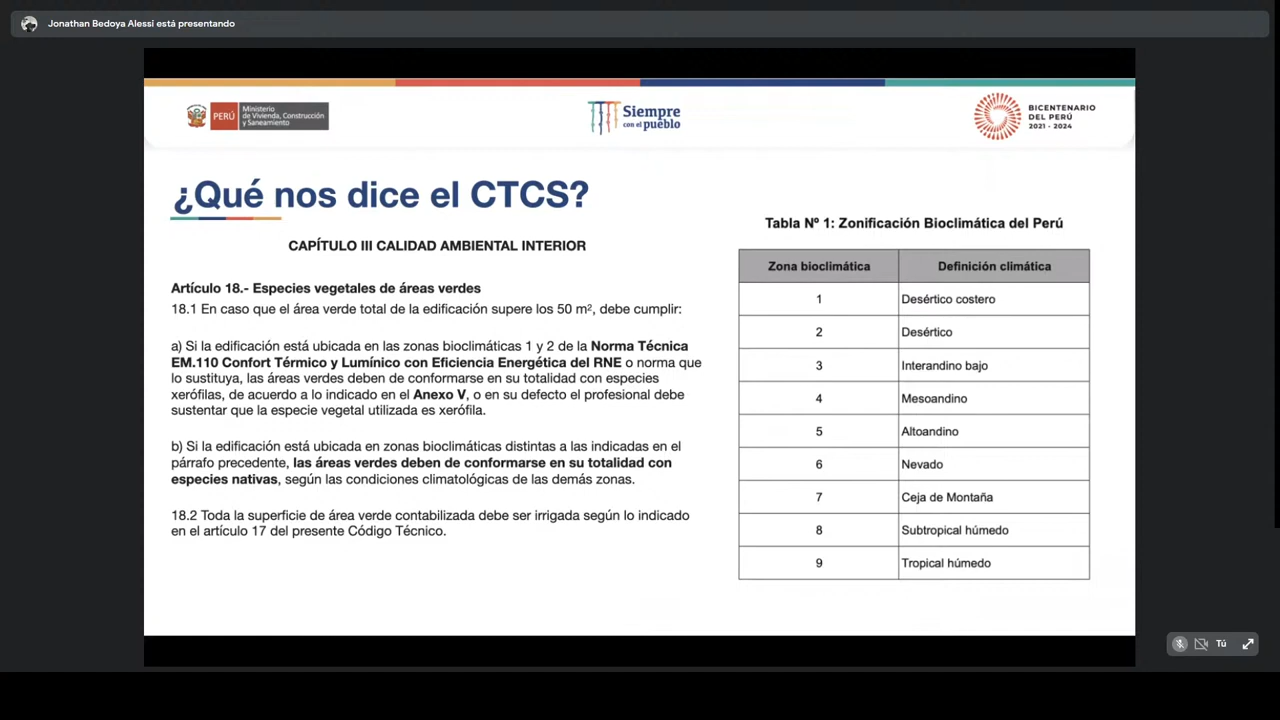 Jonathan Bedoya Alessi está presentando
PERÚ
Ministerio
de Vivienda, Construcción
y Saneamiento
Siempre
con el pueblo
BICENTENARIO
DEL PERÚ
2021 - 2024
¿Qué nos dice el CTCS?
CAPÍTULO III CALIDAD AMBIENTAL INTERIOR
Artículo 18.- Especies vegetales de áreas verdes
18.1 En caso que el área verde total de la edificación supere los 50 m², debe cumplir:
a) Si la edificación está ubicada en las zonas bioclimáticas 1 y 2 de la Norma Técnica
EM.110 Confort Térmico y Lumínico con Eficiencia Energética del RNE o norma que
lo sustituya, las áreas verdes deben de conformarse en su totalidad con especies
xerófilas, de acuerdo a lo indicado en el Anexo V, o en su defecto el profesional debe
sustentar que la especie vegetal utilizada es xerófila.
b) Si la edificación está ubicada en zonas bioclimáticas distintas a las indicadas en el
párrafo precedente, las áreas verdes deben de conformarse en su totalidad con
especies nativas, según las condiciones climatológicas de las demás zonas.
18.2 Toda la superficie de área verde contabilizada debe ser irrigada según lo indicado
en el artículo 17 del presente Código Técnico.
Tabla Nº 1: Zonificación Bioclimática del Perú
Zona bioclimática Definición climática
1 Desértico costero
2 Desértico
3 Interandino bajo
4 Mesoandino
5 Altoandino
6 Nevado
7 Ceja de Montaña
8 Subtropical húmedo
9 Tropical húmedo
Tú